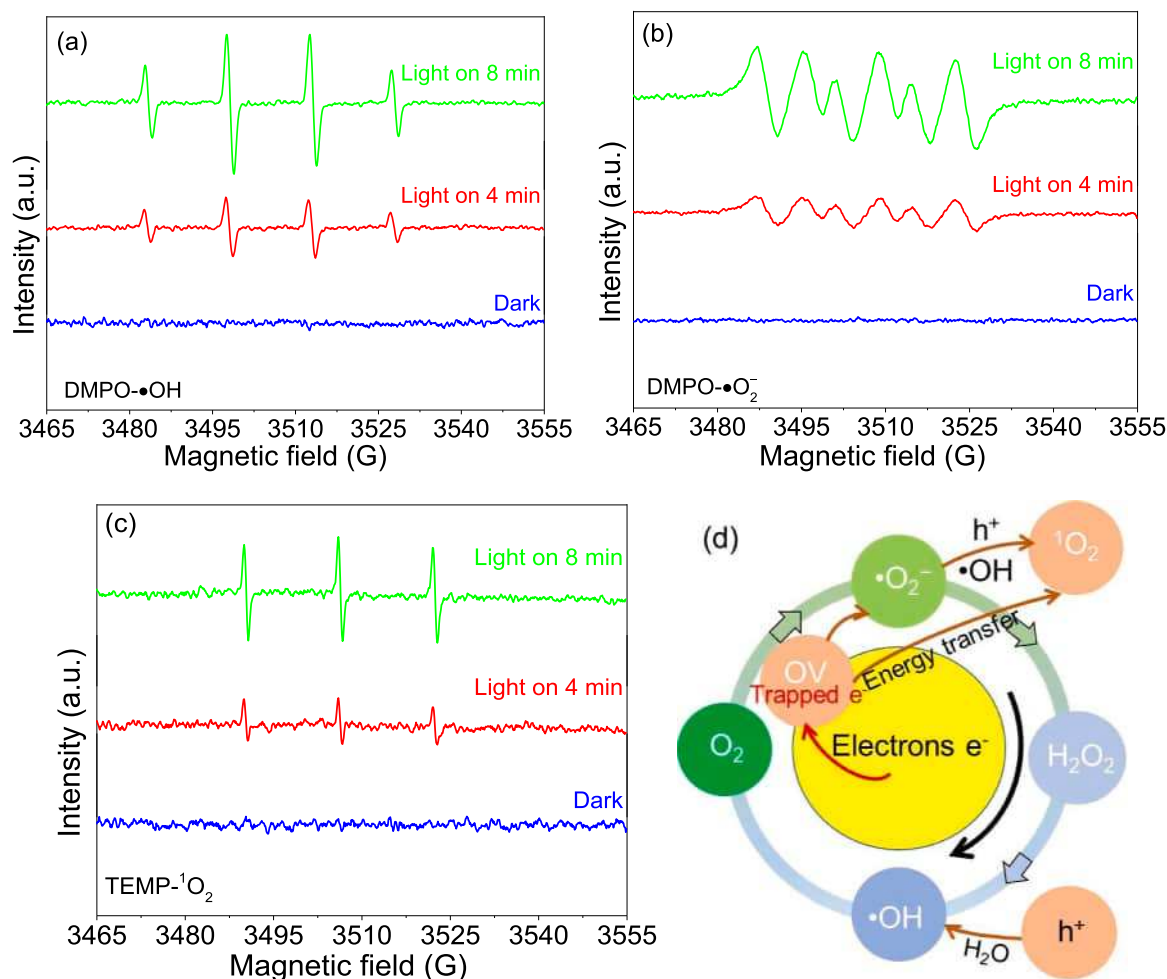 (a)
Light on 8 min
Light on 4 min
Dark
DMPO-●OH
Intensity (a.u.)
3465 3480 3495 3510 3525 3540 3555
Magnetic field (G)
(b)
Light on 8 min
Light on 4 min
Dark
DMPO-●O₂⁻
Intensity (a.u.)
3465 3480 3495 3510 3525 3540 3555
Magnetic field (G)
(c)
Light on 8 min
Light on 4 min
Dark
TEMP-¹O₂
Intensity (a.u.)
3465 3480 3495 3510 3525 3540 3555
Magnetic field (G)
(d)
h⁺
•OH
¹O₂
•O₂⁻
Energy transfer
OV
Trapped e⁻
O₂
Electrons e⁻
H₂O₂
•OH
H₂O
h⁺